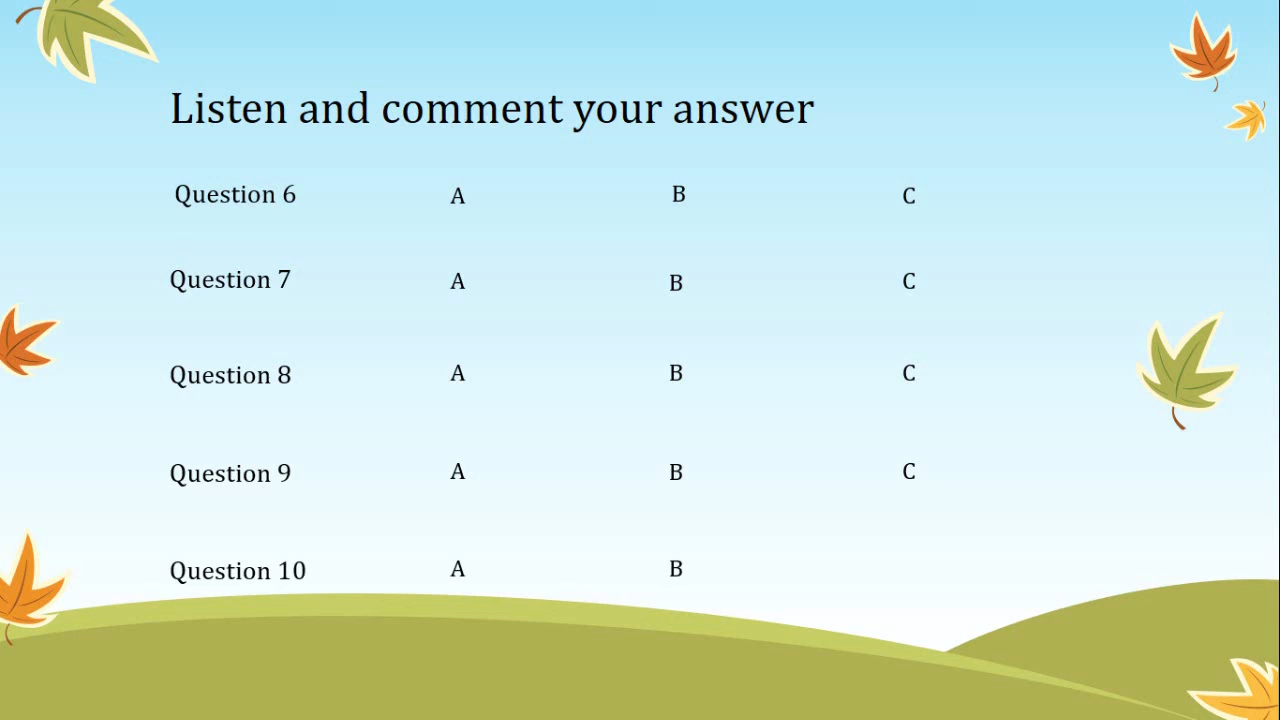 Listen and comment your answer
Question 6 A B C
Question 7 A B C
Question 8 A B C
Question 9 A B C
Question 10 A B